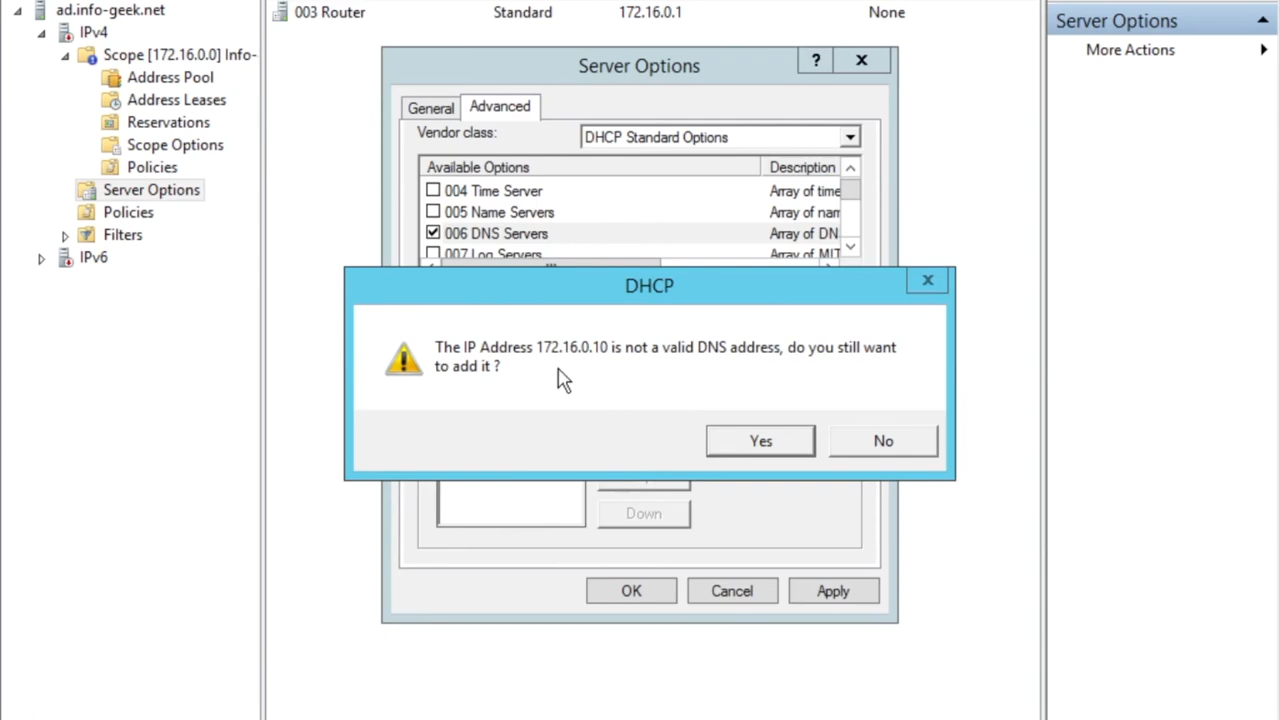 ad.info-geek.net
003 Router Standard 172.16.0.1 None
Server Options
More Actions
IPv4
Scope [172.16.0.0] Info-
Address Pool
Address Leases
Reservations
Scope Options
Policies
Server Options
Policies
Filters
IPv6
Server Options
? x
General Advanced
Vendor class: DHCP Standard Options
Available Options Description
004 Time Server Array of time
005 Name Servers Array of nam
006 DNS Servers Array of DN
007 Log Servers Array of MIT
DHCP
x
The IP Address 172.16.0.10 is not a valid DNS address, do you still want
to add it ?
Yes No
Down
OK Cancel Apply